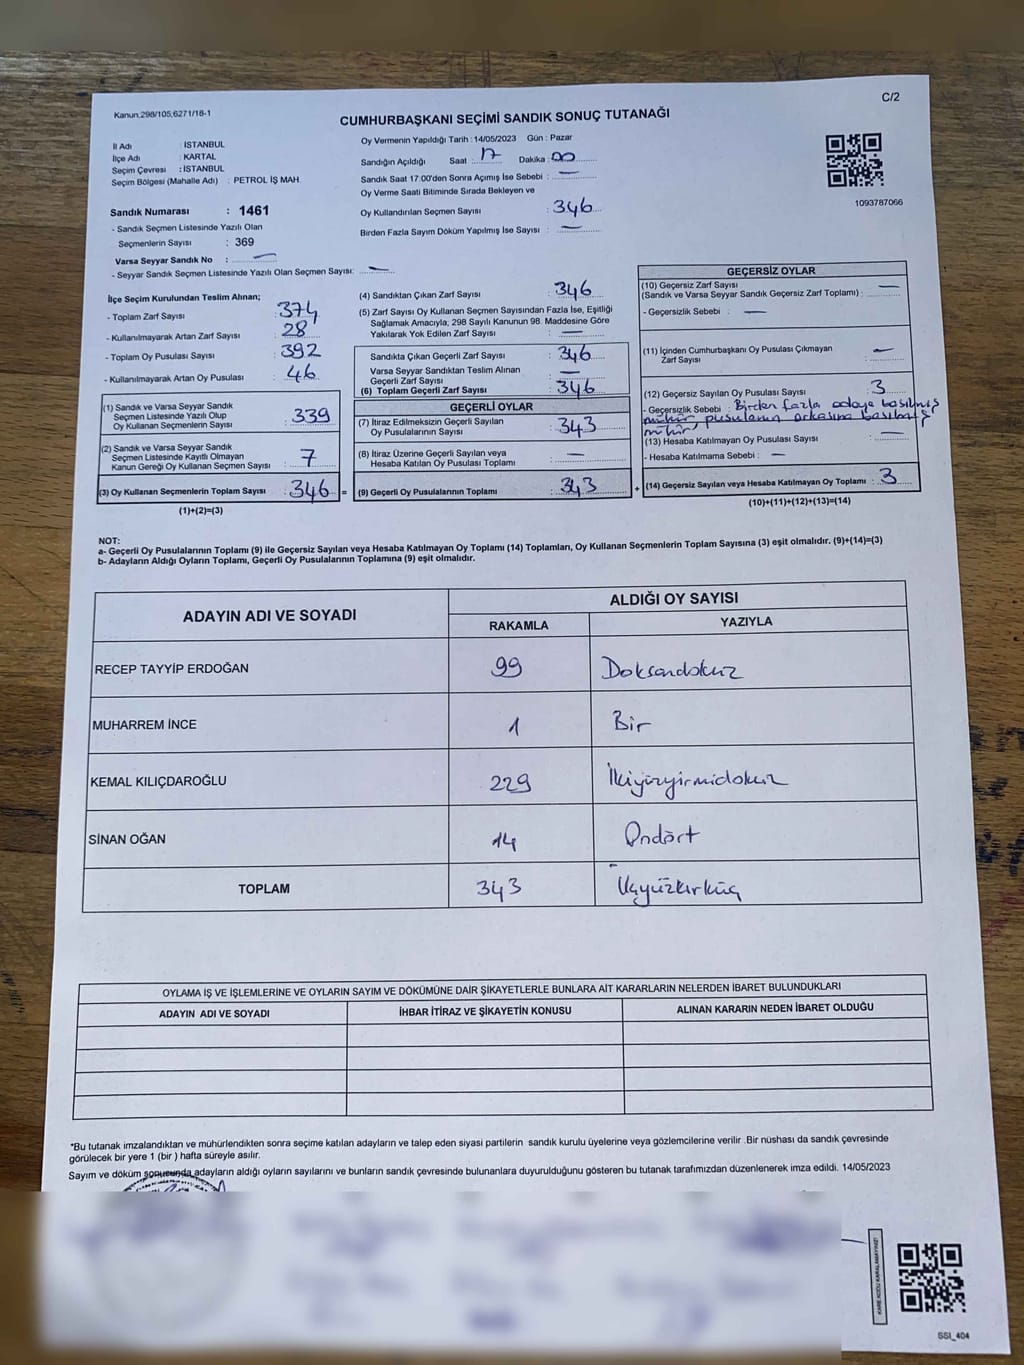 C/2
Kanun,298/105,6271/18-1
CUMHURBAŞKANI SEÇİMİ SANDIK SONUÇ TUTANAĞI
İl Adı : İSTANBUL
İlçe Adı : KARTAL
Seçim Çevresi : İSTANBUL
Seçim Bölgesi (Mahalle Adı) : PETROL İŞ MAH.
Sandık Numarası : 1461
- Sandık Seçmen Listesinde Yazılı Olan
Seçmenlerin Sayısı : 369
Varsa Seyyar Sandık No : —
- Seyyar Sandık Seçmen Listesinde Yazılı Olan Seçmen Sayısı: —
Oy Vermenin Yapıldığı Tarih : 14/05/2023 Gün : Pazar
Sandığın Açıldığı Saat : 17 Dakika : 00
Sandık Saat 17:00'den Sonra Açımış İse Sebebi : —
Oy Verme Saati Bitiminde Sırada Bekleyen ve
Oy Kullandırılan Seçmen Sayısı : 346
Birden Fazla Sayım Döküm Yapılmış İse Sayısı : —
1093787066
İlçe Seçim Kurulundan Teslim Alınan;
- Toplam Zarf Sayısı : 374
- Kullanılmayarak Artan Zarf Sayısı : 28
- Toplam Oy Pusulası Sayısı : 392
- Kullanılmayarak Artan Oy Pusulası : 46
(1) Sandık ve Varsa Seyyar Sandık
Seçmen Listesinde Yazılı Olup
Oy Kullanan Seçmenlerin Sayısı : 339
(2) Sandık ve Varsa Seyyar Sandık
Seçmen Listesinde Kayıtlı Olmayan
Kanun Gereği Oy Kullanan Seçmen Sayısı : 7
(3) Oy Kullanan Seçmenlerin Toplam Sayısı : 346 =
(1)+(2)=(3)
(4) Sandıktan Çıkan Zarf Sayısı : 346
(5) Zarf Sayısı Oy Kullanan Seçmen Sayısından Fazla İse, Eşitliği
Sağlamak Amacıyla, 298 Sayılı Kanunun 98. Maddesine Göre
Yakılarak Yok Edilen Zarf Sayısı : —
Sandıkta Çıkan Geçerli Zarf Sayısı : 346
Varsa Seyyar Sandıktan Teslim Alınan
Geçerli Zarf Sayısı : —
(6) Toplam Geçerli Zarf Sayısı : 346
GEÇERLİ OYLAR
(7) İtiraz Edilmeksizin Geçerli Sayılan
Oy Pusulalarının Sayısı : 343
(8) İtiraz Üzerine Geçerli Sayılan veya
Hesaba Katılan Oy Pusulası Toplamı : —
(9) Geçerli Oy Pusulalarının Toplamı : 343 +
GEÇERSİZ OYLAR
(10) Geçersiz Zarf Sayısı
(Sandık ve Varsa Seyyar Sandık Geçersiz Zarf Toplamı) : —
- Geçersizlik Sebebi : —
(11) İçinden Cumhurbaşkanı Oy Pusulası Çıkmayan
Zarf Sayısı : —
(12) Geçersiz Sayılan Oy Pusulası Sayısı : 3
- Geçersizlik Sebebi : Birden fazla adaya basılmış
mühür, pusulanın arkasına basılmış
mühür
(13) Hesaba Katılmayan Oy Pusulası Sayısı : —
- Hesaba Katılmama Sebebi : —
(14) Geçersiz Sayılan veya Hesaba Katılmayan Oy Toplamı : 3
(10)+(11)+(12)+(13)=(14)
NOT:
a- Geçerli Oy Pusulalarının Toplamı (9) ile Geçersiz Sayılan veya Hesaba Katılmayan Oy Toplamı (14) Toplamları, Oy Kullanan Seçmenlerin Toplam Sayısına (3) eşit olmalıdır. (9)+(14)=(3)
b- Adayların Aldığı Oyların Toplamı, Geçerli Oy Pusulalarının Toplamına (9) eşit olmalıdır.
ADAYIN ADI VE SOYADI
ALDIĞI OY SAYISI
RAKAMLA YAZIYLA
RECEP TAYYİP ERDOĞAN 99 Doksandokuz
MUHARREM İNCE 1 Bir
KEMAL KILIÇDAROĞLU 229 İkiyüzyirmidokuz
SİNAN OĞAN 14 Ondört
TOPLAM 343 Üçyüzkırküç
OYLAMA İŞ VE İŞLEMLERINE VE OYLARIN SAYIM VE DÖKÜMÜNE DAİR ŞİKAYETLERLE BUNLARA AİT KARARLARIN NELERDEN İBARET BULUNDUKLARI
ADAYIN ADI VE SOYADI İHBAR İTİRAZ VE ŞİKAYETİN KONUSU ALINAN KARARIN NEDEN İBARET OLDUĞU
*Bu tutanak imzalandıktan ve mühürlendikten sonra seçime katılan adayların ve talep eden siyasi partilerin sandık kurulu üyelerine veya gözlemcilerine verilir .Bir nüshası da sandık çevresinde
görülecek bir yere 1 (bir ) hafta süreyle asılır.
Sayım ve döküm sonucunda adayların aldığı oyların sayılarını ve bunların sandık çevresinde bulunanlara duyurulduğunu gösteren bu tutanak tarafımızdan düzenlenerek imza edildi. 14/05/2023
KARE KODU KARALAMAYINIZ!
SSI_404